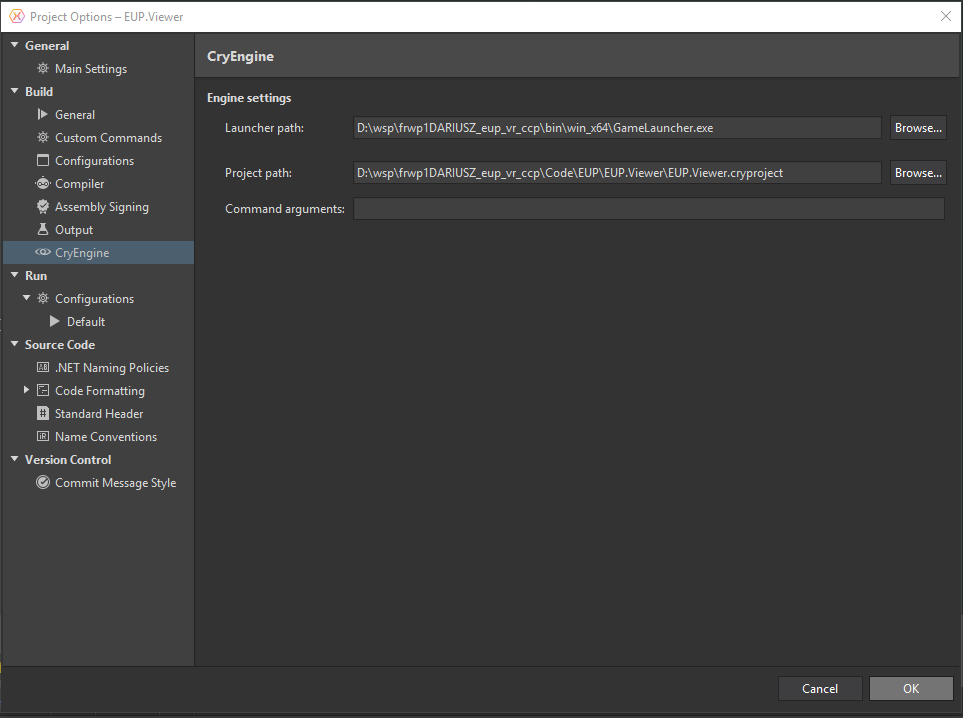 Project Options – EUP.Viewer
General
Main Settings
Build
General
Custom Commands
Configurations
Compiler
Assembly Signing
Output
CryEngine
Run
Configurations
Default
Source Code
.NET Naming Policies
Code Formatting
Standard Header
Name Conventions
Version Control
Commit Message Style
CryEngine
Engine settings
Launcher path: D:\wsp\frwp1DARIUSZ_eup_vr_ccp\bin\win_x64\GameLauncher.exe Browse...
Project path: D:\wsp\frwp1DARIUSZ_eup_vr_ccp\Code\EUP\EUP.Viewer\EUP.Viewer.cryproject Browse...
Command arguments:
Cancel OK